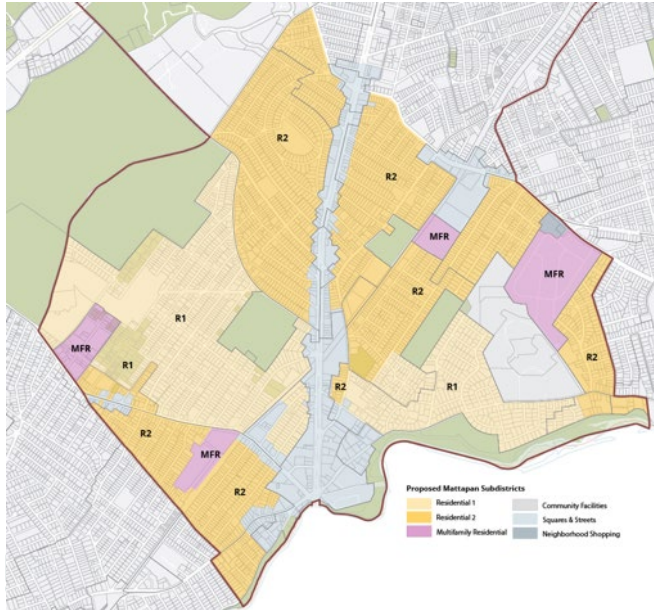 R2
R2
MFR
MFR
R2
R1
MFR
R1
R1
R2
R2
R2
MFR
R2
Proposed Mattapan Subdistricts
Residential 1
Residential 2
Multifamily Residential
Community Facilities
Squares & Streets
Neighborhood Shopping